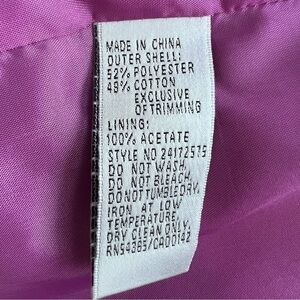 MADE IN CHINA
OUTER SHELL:
52% POLYESTER
48% COTTON
EXCLUSIVE
OF TRIMMING
LINING:
100% ACETATE
STYLE NO 24172575
DO NOT WASH.
DO NOT BLEACH.
DO NOT TUMBLE DRY.
IRON AT LOW
TEMPERATURE.
DRY CLEAN ONLY.
RN54385/CA00142